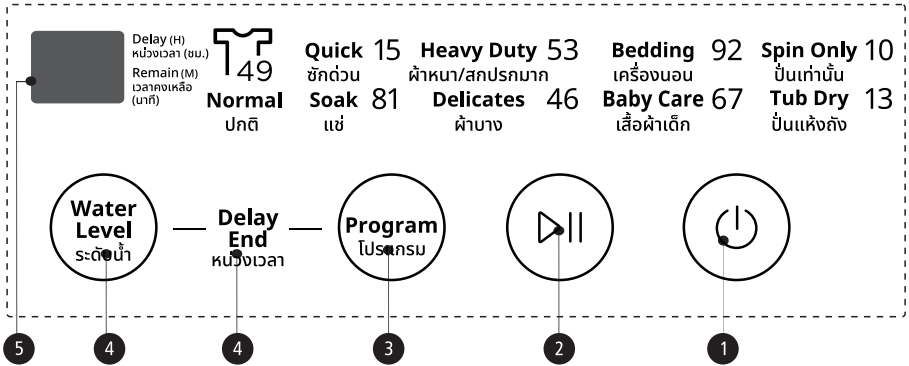 Delay (H)
หน่วงเวลา (ชม.)
Remain (M)
เวลาคงเหลือ
(นาที)
49
Normal
ปกติ
Quick 15
ซักด่วน
Soak 81
แช่
Heavy Duty 53
ผ้าหนา/สกปรกมาก
Delicates 46
ผ้าบาง
Bedding 92
เครื่องนอน
Baby Care 67
เสื้อผ้าเด็ก
Spin Only 10
ปั่นเท่านั้น
Tub Dry 13
ปั่นแห้งถัง
Water
Level
ระดับน้ำ
Delay
End
หน่วงเวลา
Program
โปรแกรม
5
4
4
3
2
1